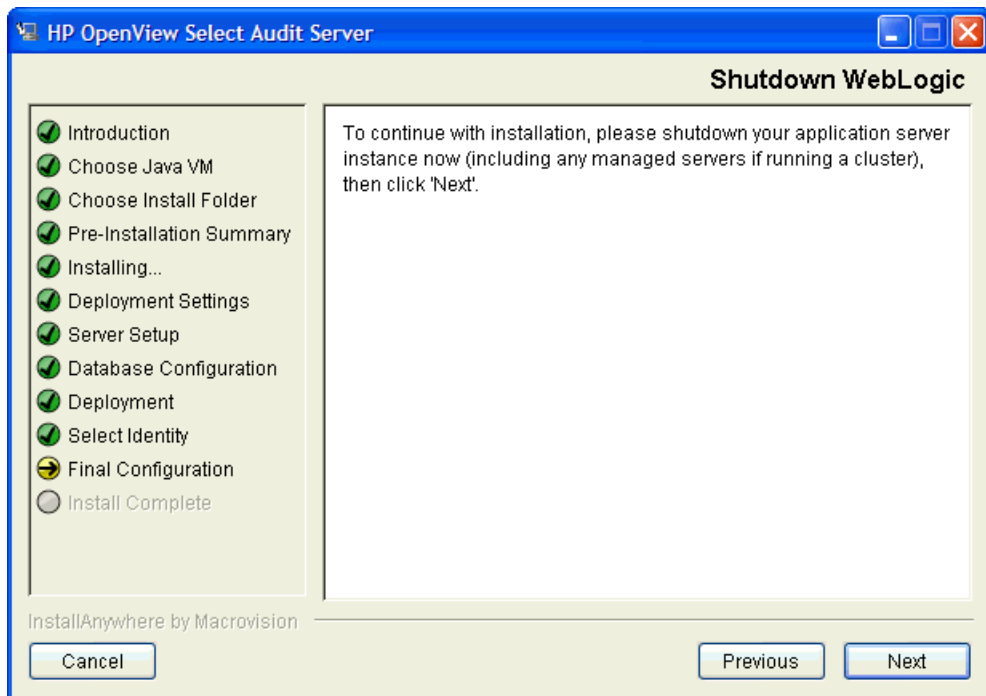 HP OpenView Select Audit Server
Shutdown WebLogic
Introduction
Choose Java VM
Choose Install Folder
Pre-Installation Summary
Installing...
Deployment Settings
Server Setup
Database Configuration
Deployment
Select Identity
Final Configuration
Install Complete
To continue with installation, please shutdown your application server
instance now (including any managed servers if running a cluster),
then click 'Next'.
InstallAnywhere by Macrovision
Cancel
Previous
Next